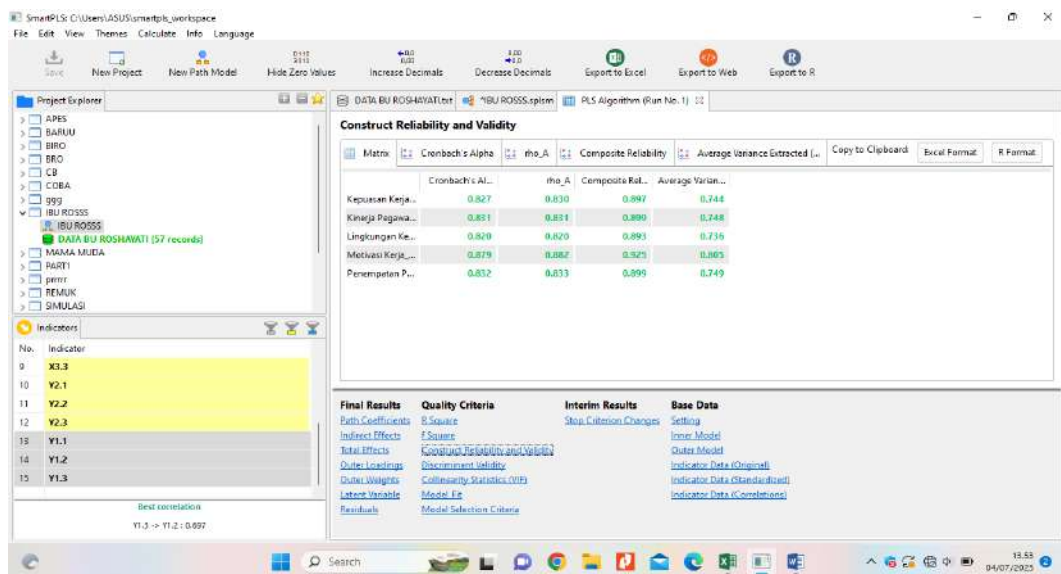 SmartPLS: C:\Users\ASUS\smartpls_workspace
File Edit View Themes Calculate Info Language
Save New Project New Path Model Hide Zero Values Increase Decimals Decrease Decimals Export to Excel Export to Web Export to R
Project Explorer
APES
BARUU
BIRO
BRO
CB
COBA
999
IBU ROSSS
IBU ROSSS
DATA BU ROSHAYATI [57 records]
MAMA MUDA
PART1
REMUK
SIMULASI
Indicators
No. Indicator
9 X3.3
10 Y2.1
11 Y2.2
12 Y2.3
13 Y1.1
14 Y1.2
15 Y1.3
Best correlation
Y1.3 -> Y1.2 : 0.697
DATA BU ROSHAYATI.txt *IBU ROSSS.splsm PLS Algorithm (Run No. 1)
Construct Reliability and Validity
Matrix Cronbach's Alpha rho_A Composite Reliability Average Variance Extracted (... Copy to Clipboard: Excel Format R Format
Cronbach's Al... rho_A Composite Rel... Average Varian...
Kepuasan Kerja... 0.827 0.830 0.897 0.744
Kinerja Pegawa... 0.831 0.831 0.899 0.748
Lingkungan Ke... 0.820 0.820 0.893 0.736
Motivasi Kerja_... 0.879 0.882 0.925 0.805
Penempatan P... 0.832 0.833 0.899 0.749
Final Results Quality Criteria Interim Results Base Data
Path Coefficients R Square Stop Criterion Changes Setting
Indirect Effects f Square Inner Model
Total Effects Construct Reliability and Validity Outer Model
Outer Loadings Discriminant Validity Indicator Data (Original)
Outer Weights Collinearity Statistics (VIF) Indicator Data (Standardized)
Latent Variable Model Fit Indicator Data (Correlations)
Residuals Model Selection Criteria
Search
13.53
04/07/2023